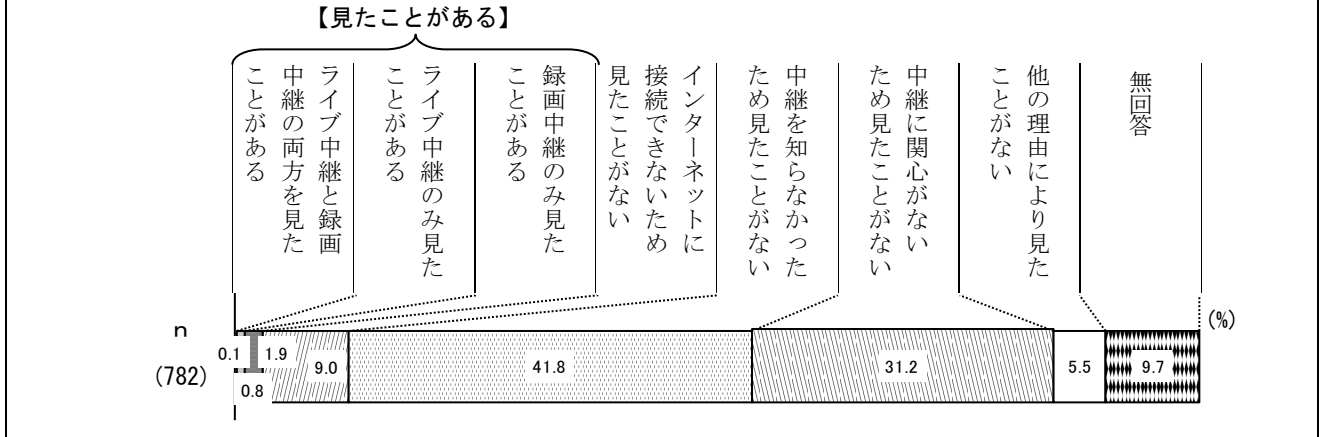 【見たことがある】
ライブ中継と録画
中継の両方を見た
ことがある
ライブ中継のみ見た
ことがある
録画中継のみ見た
ことがある
インターネットに
接続できないため
見たことがない
中継を知らなかった
ため見たことがない
中継に関心がない
ため見たことがない
他の理由により見た
ことがない
無回答
n
(782)
0.1
0.8
1.9
9.0
41.8
31.2
5.5
9.7
(%)